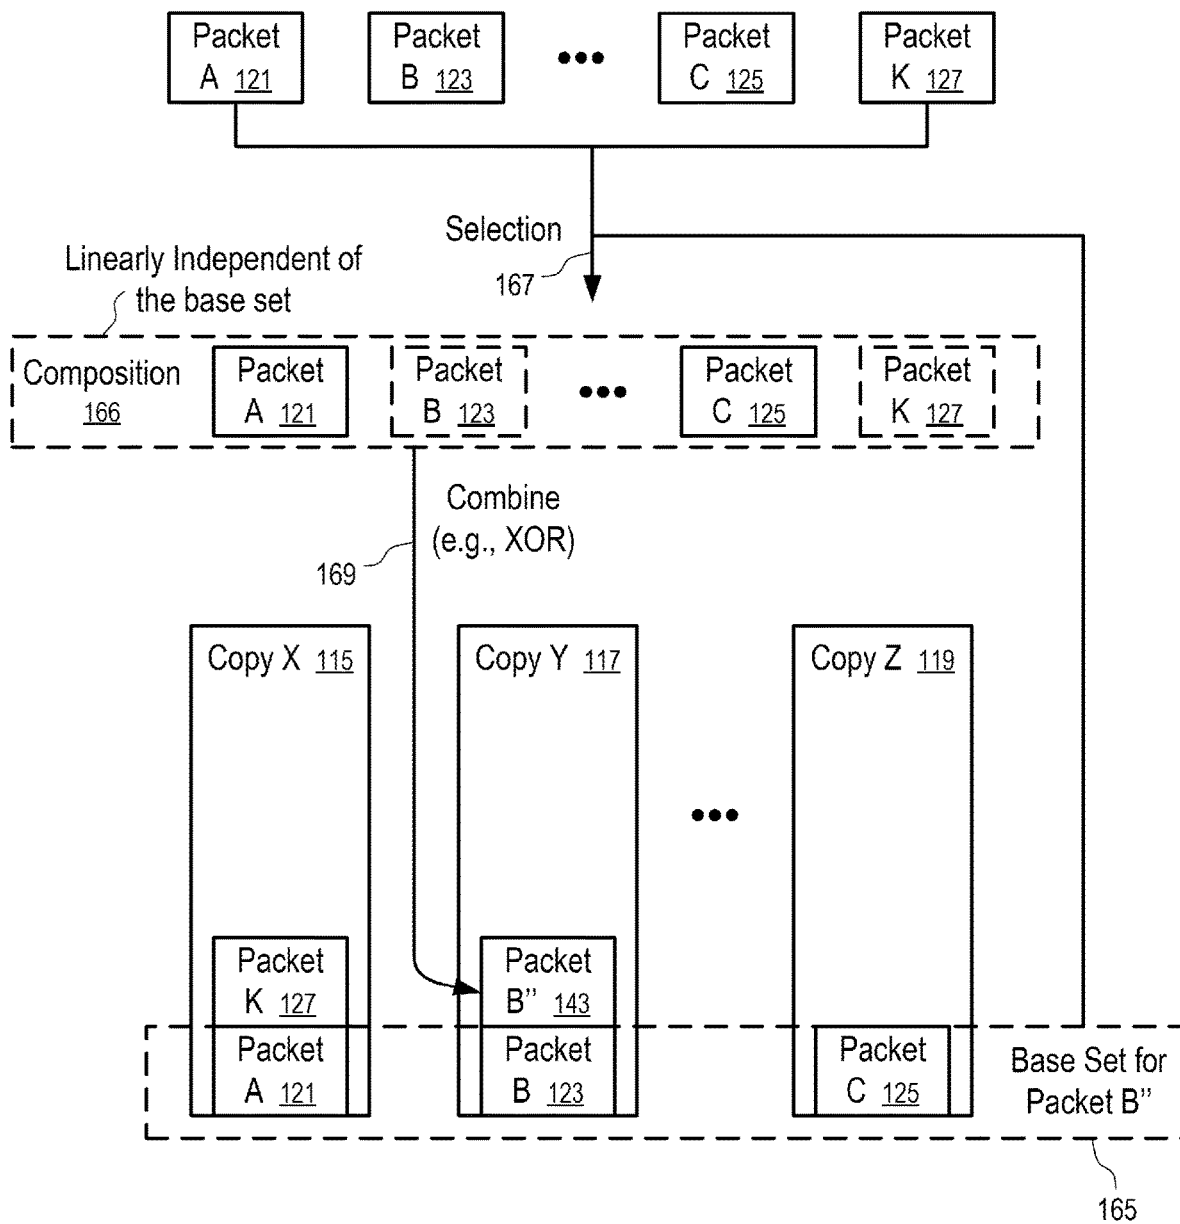 Packet
A 121
Packet
B 123
Packet
C 125
Packet
K 127
Selection
167
Linearly Independent of
the base set
Composition
166
Packet
A 121
Packet
B 123
Packet
C 125
Packet
K 127
Combine
(e.g., XOR)
169
Copy X 115
Copy Y 117
Copy Z 119
Packet
K 127
Packet
A 121
Packet
B” 143
Packet
B 123
Packet
C 125
Base Set for
Packet B”
165